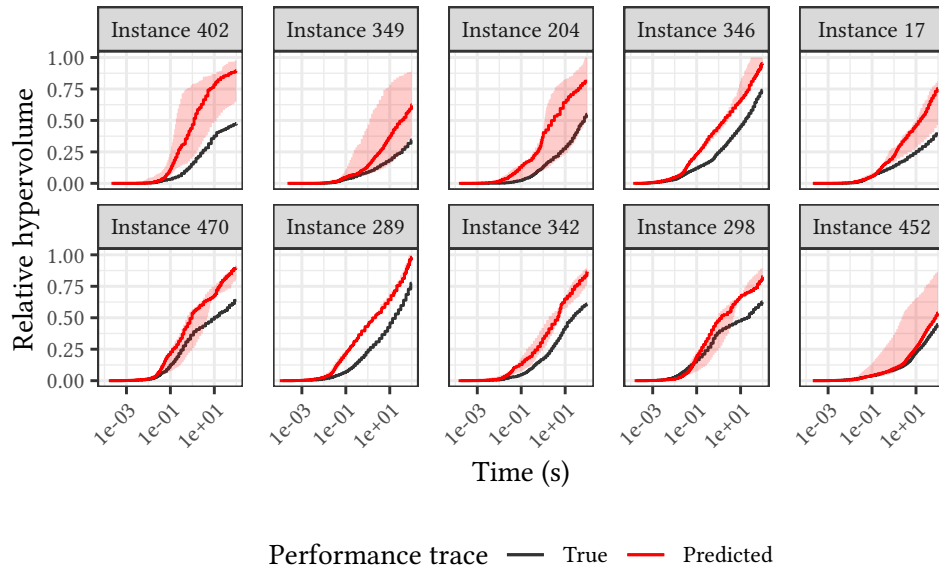 Instance 402 Instance 349 Instance 204 Instance 346 Instance 17
1.00
0.75
0.50
0.25
0.00
Instance 470 Instance 289 Instance 342 Instance 298 Instance 452
1.00
0.75
0.50
0.25
0.00
Relative hypervolume
1e-03 1e-01 1e+01 1e-03 1e-01 1e+01 1e-03 1e-01 1e+01 1e-03 1e-01 1e+01 1e-03 1e-01 1e+01
Time (s)
Performance trace True Predicted